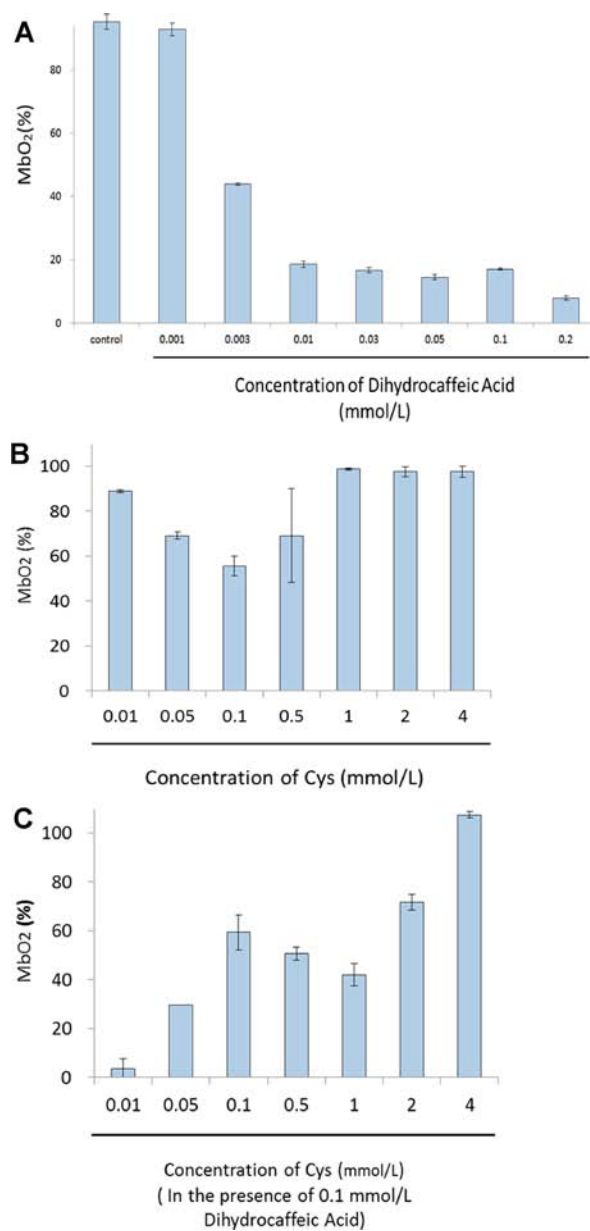 A
MbO₂(%)
80
60
40
20
0
control 0.001 0.003 0.01 0.03 0.05 0.1 0.2
Concentration of Dihydrocaffeic Acid
(mmol/L)
B
MbO2 (%)
100
80
60
40
20
0
0.01 0.05 0.1 0.5 1 2 4
Concentration of Cys (mmol/L)
C
MbO2 (%)
100
80
60
40
20
0
0.01 0.05 0.1 0.5 1 2 4
Concentration of Cys (mmol/L)
( In the presence of 0.1 mmol/L
Dihydrocaffeic Acid)